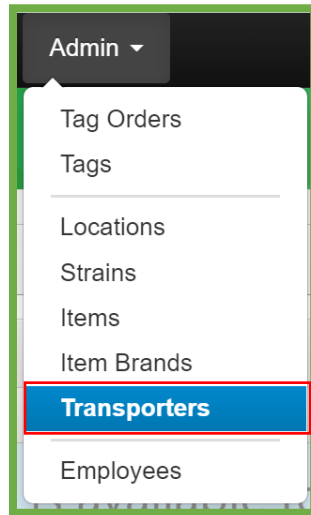 Admin
Tag Orders
Tags
Locations
Strains
Items
Item Brands
Transporters
Employees